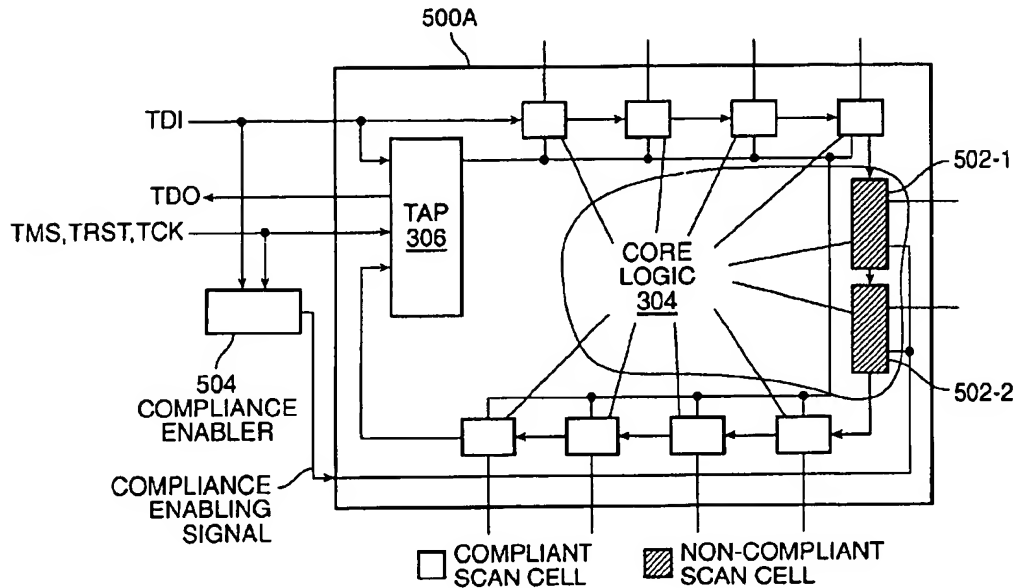 500A
TDI
TDO
TMS,TRST,TCK
TAP
306
CORE
LOGIC
304
502-1
502-2
504
COMPLIANCE
ENABLER
COMPLIANCE
ENABLING
SIGNAL
COMPLIANT
SCAN CELL
NON-COMPLIANT
SCAN CELL